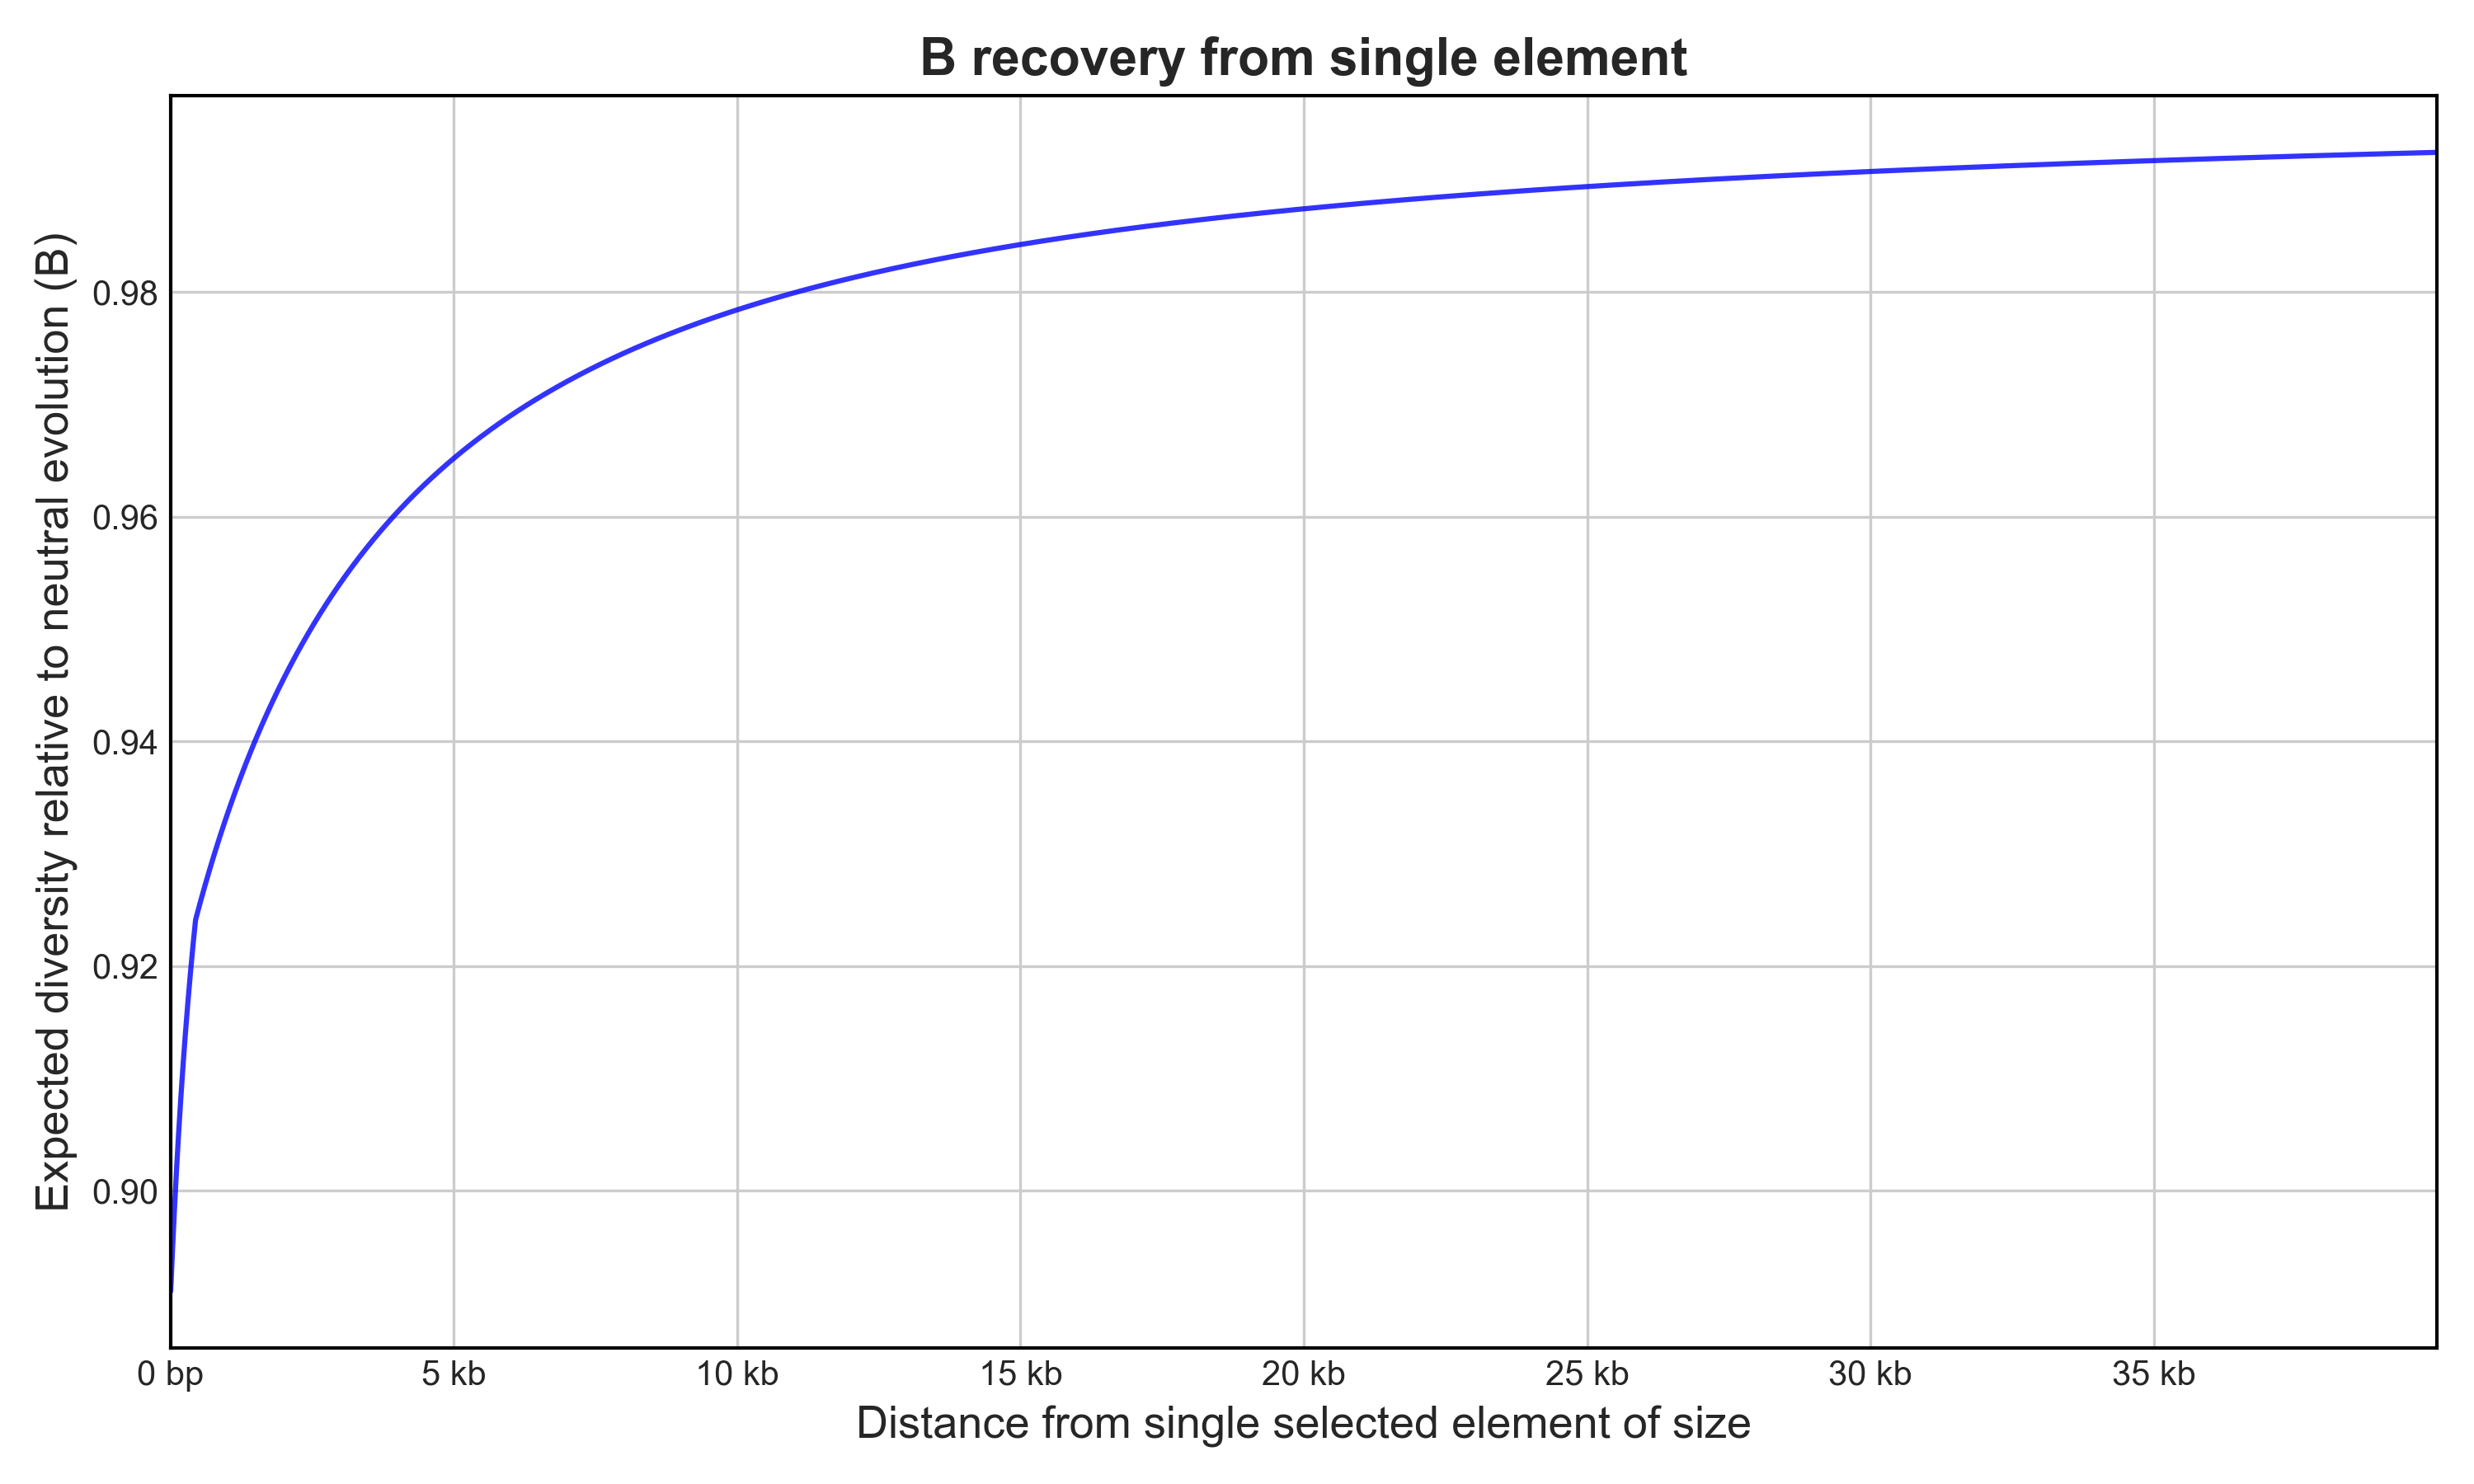 B recovery from single element
Expected diversity relative to neutral evolution (B)
0.98
0.96
0.94
0.92
0.90
0 bp
5 kb
10 kb
15 kb
20 kb
25 kb
30 kb
35 kb
Distance from single selected element of size